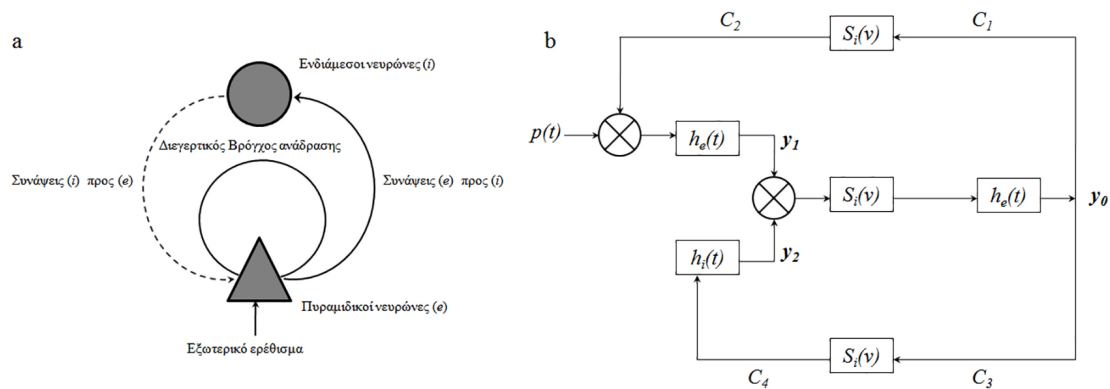 a
Ενδιάμεσοι νευρώνες (i)
Διεγερτικός Βρόγχος ανάδρασης
Συνάψεις (i) προς (e)
Συνάψεις (e) προς (i)
Πυραμιδικοί νευρώνες (e)
Εξωτερικό ερέθισμα
b
C2
Si(v)
C1
p(t)
he(t)
y1
Si(v)
he(t)
y0
hi(t)
y2
C4
Si(v)
C3